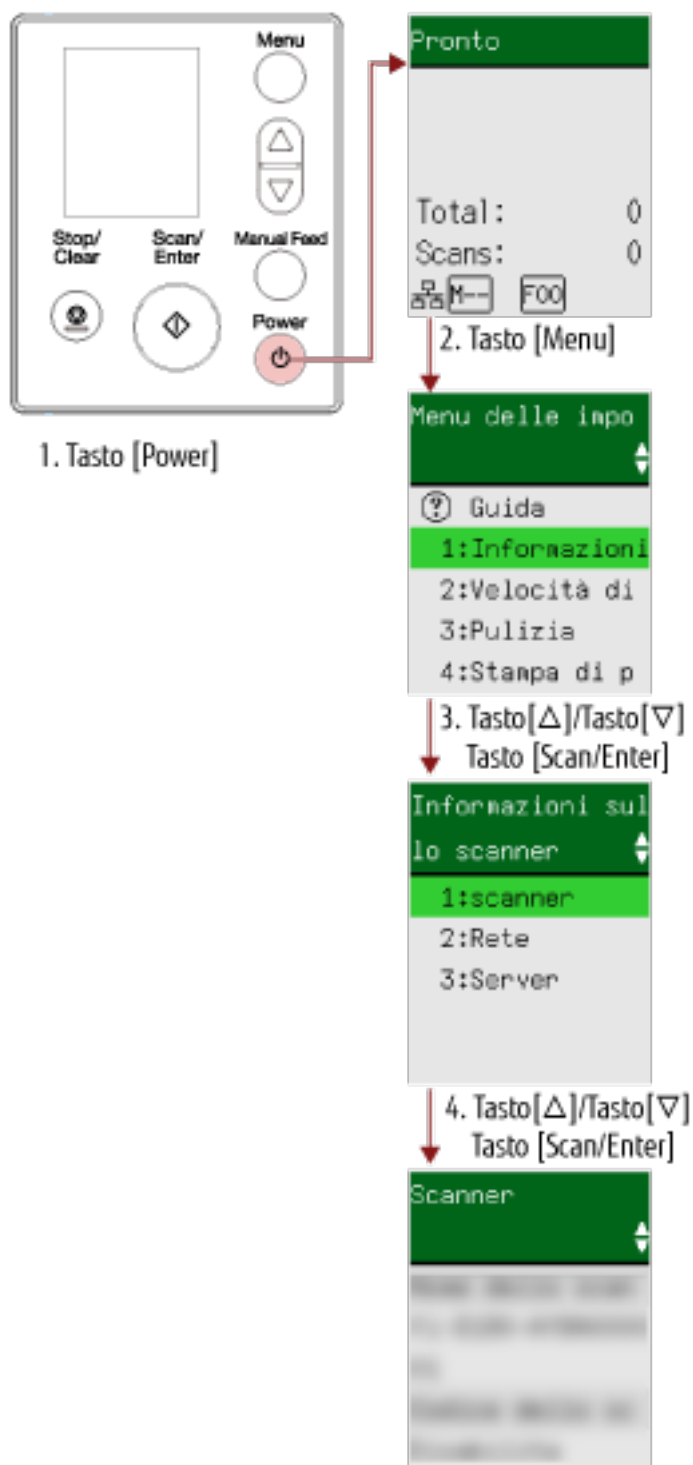 Menu
Stop/
Clear
Scan/
Enter
Manual Feed
Power
1. Tasto [Power]
Pronto
Total: 0
Scans: 0
M-- F00
2. Tasto [Menu]
Menu delle impo
? Guida
1:Informazioni
2:Velocità di
3:Pulizia
4:Stampa di p
3. Tasto[△]/Tasto[▽]
Tasto [Scan/Enter]
Informazioni sul
lo scanner
1:scanner
2:Rete
3:Server
4. Tasto[△]/Tasto[▽]
Tasto [Scan/Enter]
Scanner